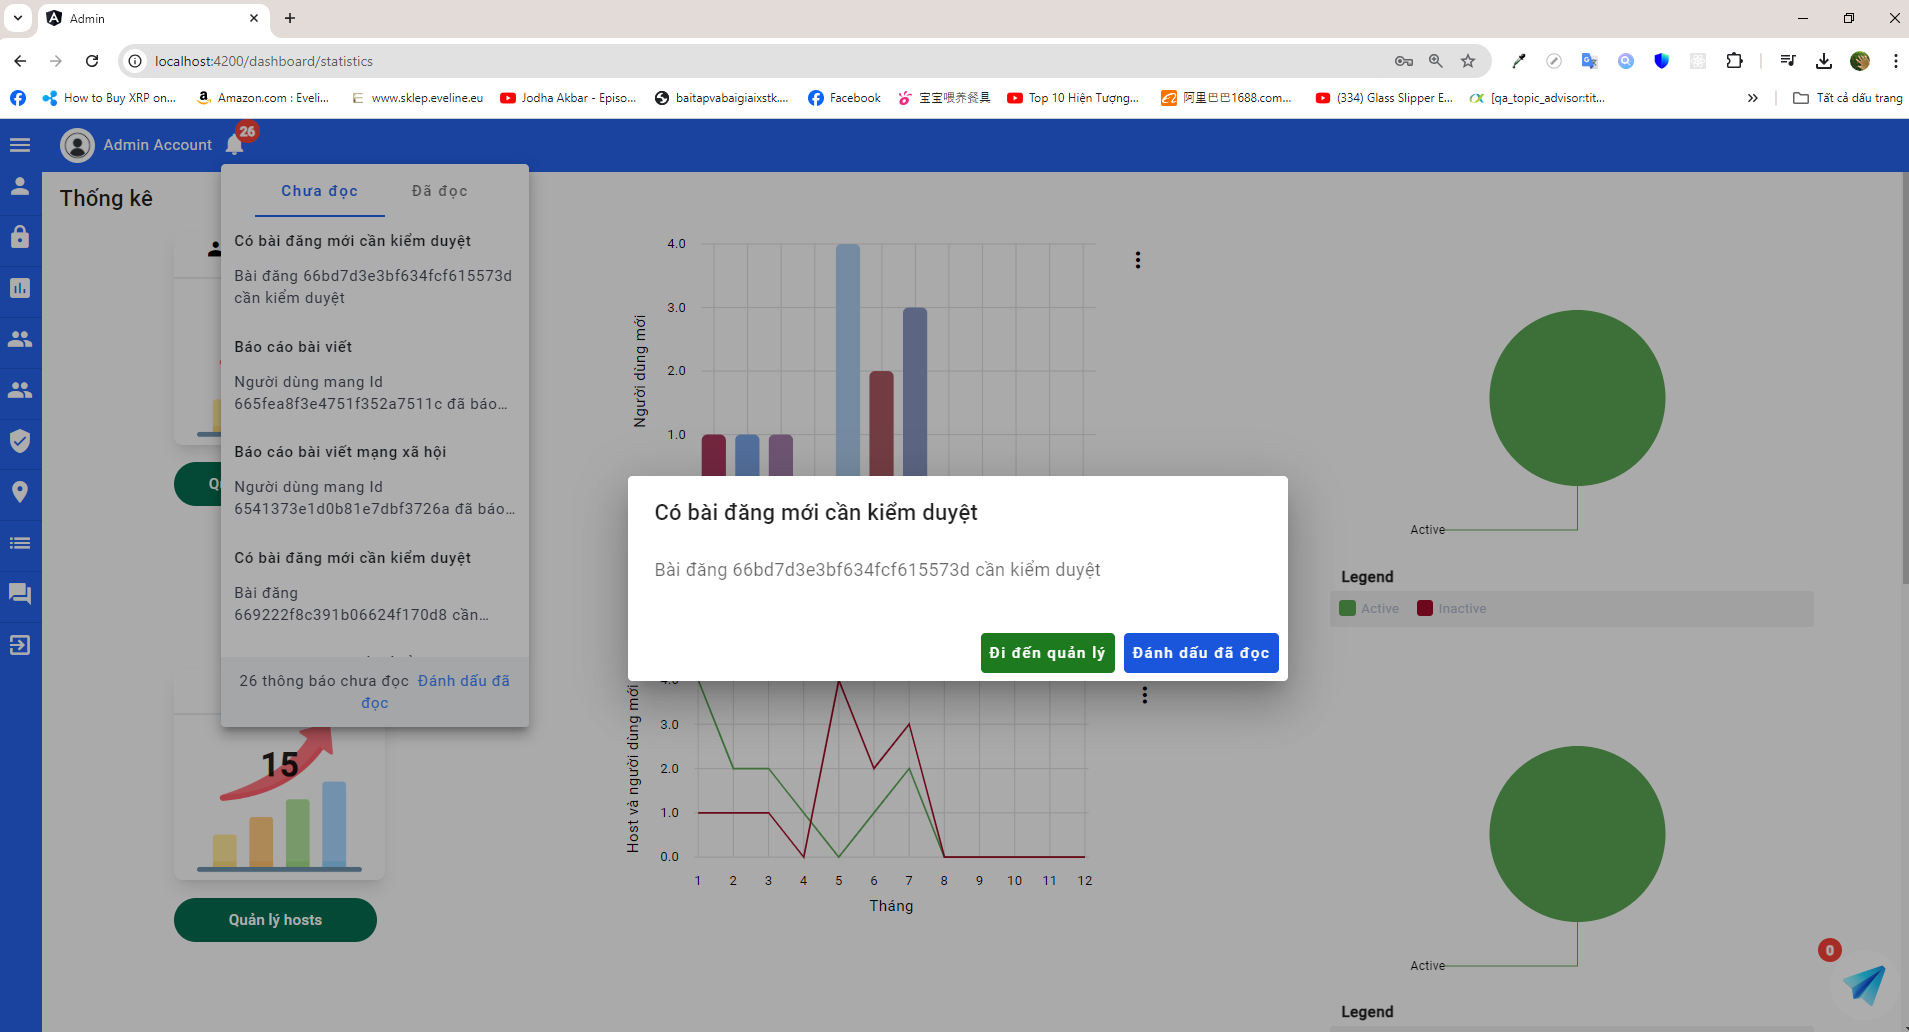 Admin
localhost:4200/dashboard/statistics
How to Buy XRP on...
Amazon.com : Eveli...
www.sklep.eveline.eu
Jodha Akbar - Episo...
baitapvabaigiaixstk....
Facebook
宝宝喂养餐具
Top 10 Hiện Tượng...
阿里巴巴1688.com...
(334) Glass Slipper E...
[qa_topic_advisor:tit...
Tất cả dấu trang
Admin Account
26
Thống kê
Chưa đọc
Đã đọc
Có bài đăng mới cần kiểm duyệt
Bài đăng 66bd7d3e3bf634fcf615573d
cần kiểm duyệt
Báo cáo bài viết
Người dùng mang Id
665fea8f3e4751f352a7511c đã báo...
Báo cáo bài viết mạng xã hội
Người dùng mang Id
6541373e1d0b81e7dbf3726a đã báo...
Có bài đăng mới cần kiểm duyệt
Bài đăng
669222f8c391b06624f170d8 cần...
26 thông báo chưa đọc Đánh dấu đã
đọc
15
Quản lý hosts
4.0
3.0
2.0
1.0
Người dùng mới
Có bài đăng mới cần kiểm duyệt
Bài đăng 66bd7d3e3bf634fcf615573d cần kiểm duyệt
Đi đến quản lý
Đánh dấu đã đọc
4.0
3.0
2.0
1.0
0.0
Host và người dùng mới
1 2 3 4 5 6 7 8 9 10 11 12
Tháng
Active
Legend
Active
Inactive
Active
0
Legend